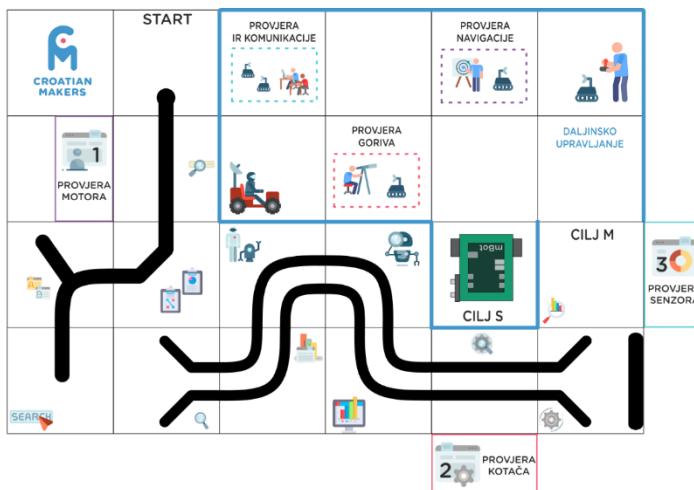 START
PROVJERA
IR KOMUNIKACIJE
PROVJERA
NAVIGACIJE
CROATIAN
MAKERS
1
PROVJERA
MOTORA
PROVJERA
GORIVA
DALJINSKO
UPRAVLJANJE
mBot
CILJ M
CILJ S
3
PROVJERA
SENZORA
SEARCH
2
PROVJERA
KOTAČA